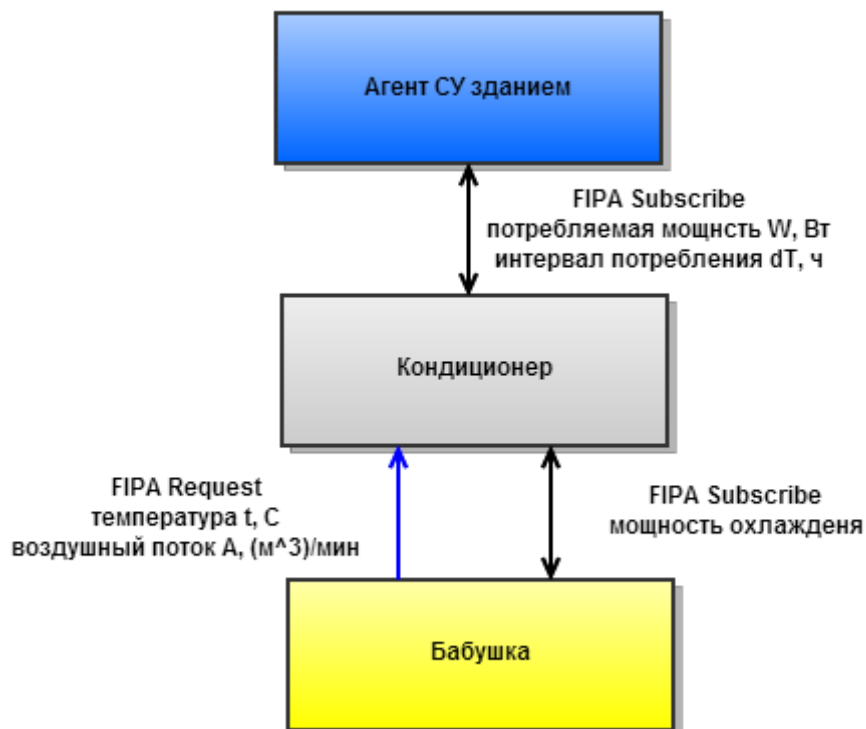 Агент СУ зданием
FIPA Subscribe
потребляемая мощнсть W, Вт
интервал потребления dT, ч
Кондиционер
FIPA Request
температура t, C
воздушный поток A, (м^3)/мин
FIPA Subscribe
мощность охлажденя
Бабушка